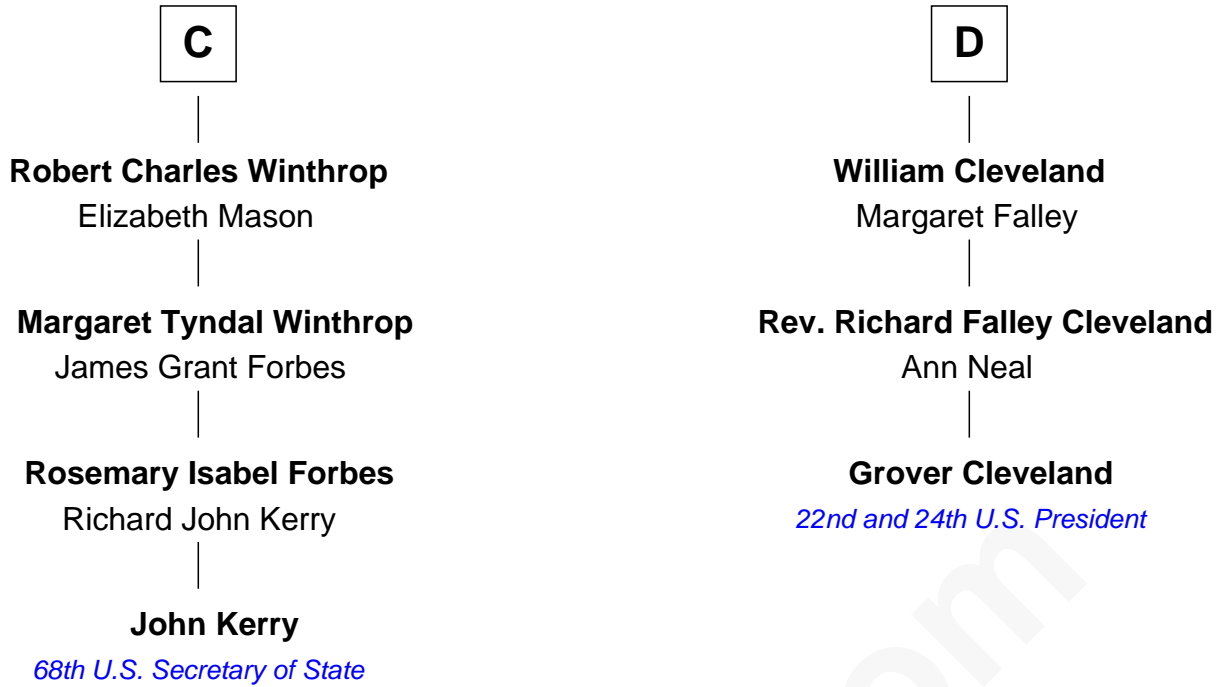 C
Robert Charles Winthrop
Elizabeth Mason
Margaret Tyndal Winthrop
James Grant Forbes
Rosemary Isabel Forbes
Richard John Kerry
John Kerry
68th U.S. Secretary of State
D
William Cleveland
Margaret Falley
Rev. Richard Falley Cleveland
Ann Neal
Grover Cleveland
22nd and 24th U.S. President
om